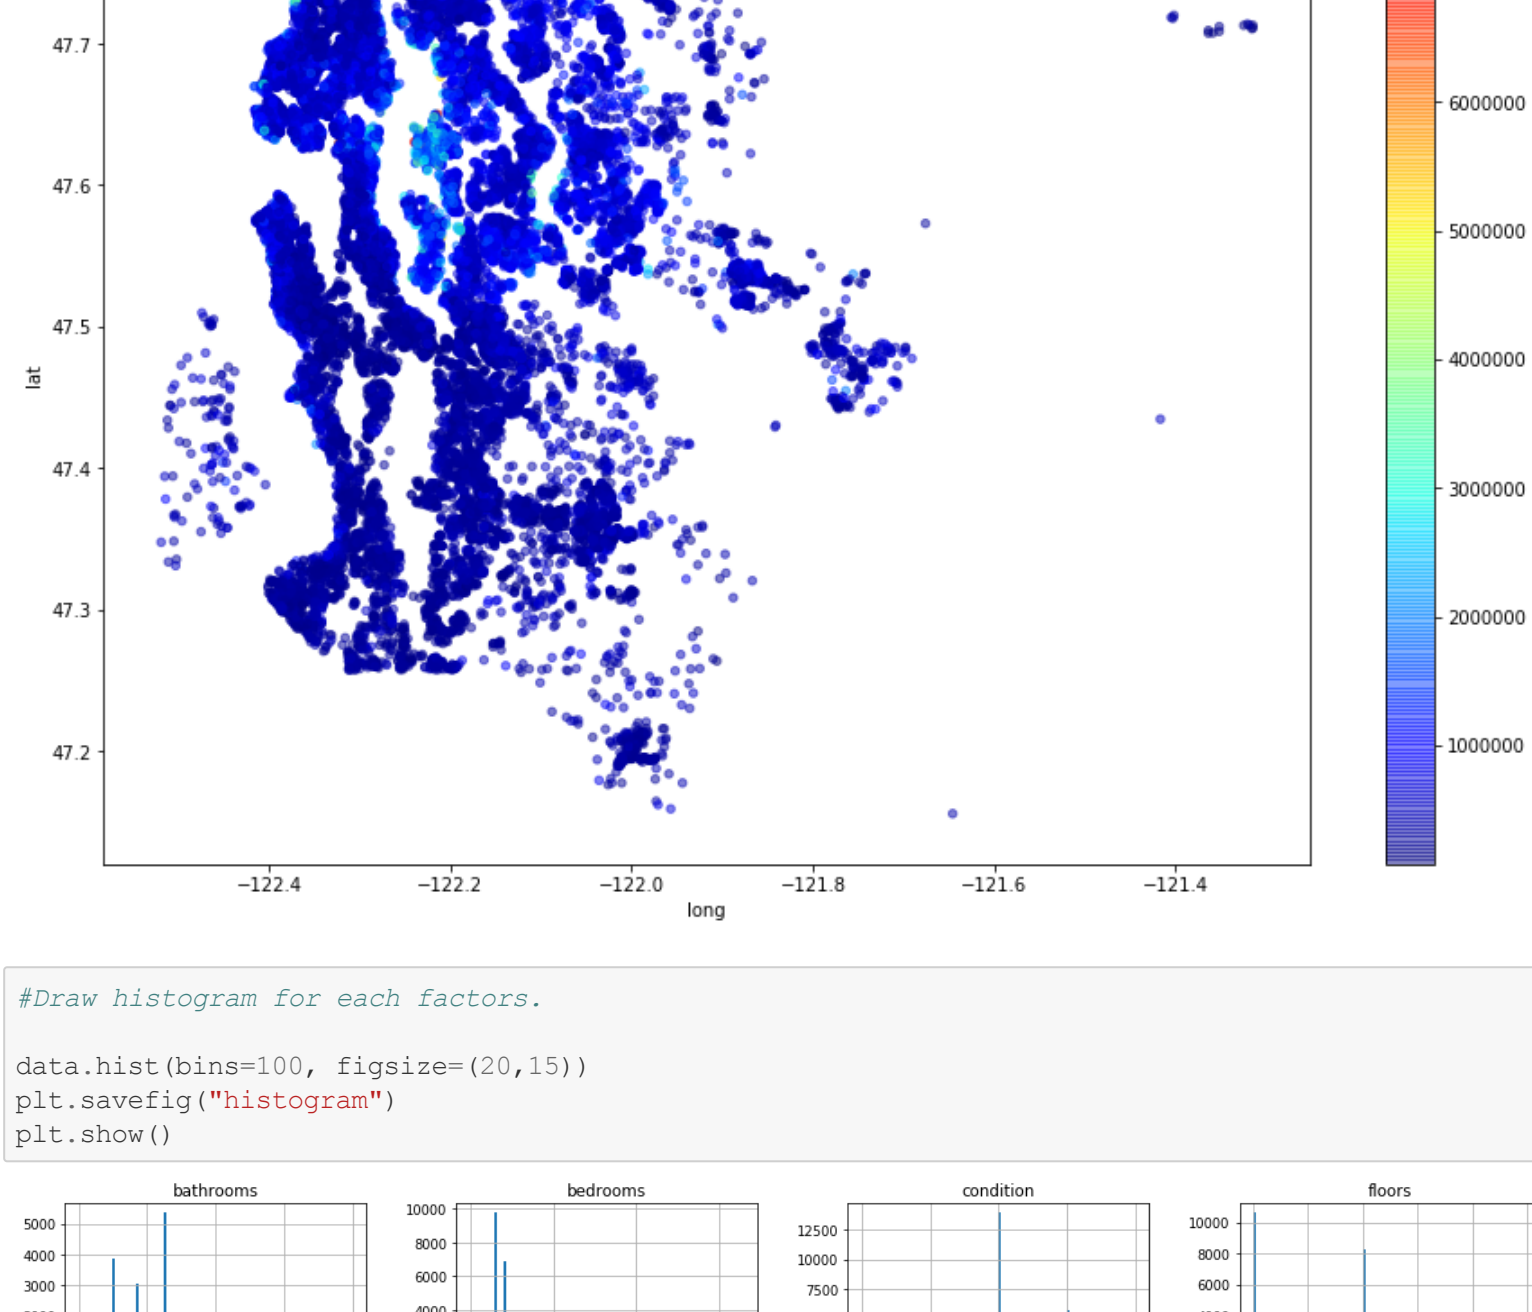 47.7
47.6
47.5
47.4
47.3
47.2
lat
6000000
5000000
4000000
3000000
2000000
1000000
−122.4 −122.2 −122.0 −121.8 −121.6 −121.4
long
#Draw histogram for each factors.
data.hist(bins=100, figsize=(20,15))
plt.savefig("histogram")
plt.show()
bathrooms
5000
4000
3000
bedrooms
10000
8000
6000
4000
condition
12500
10000
7500
floors
10000
8000
6000